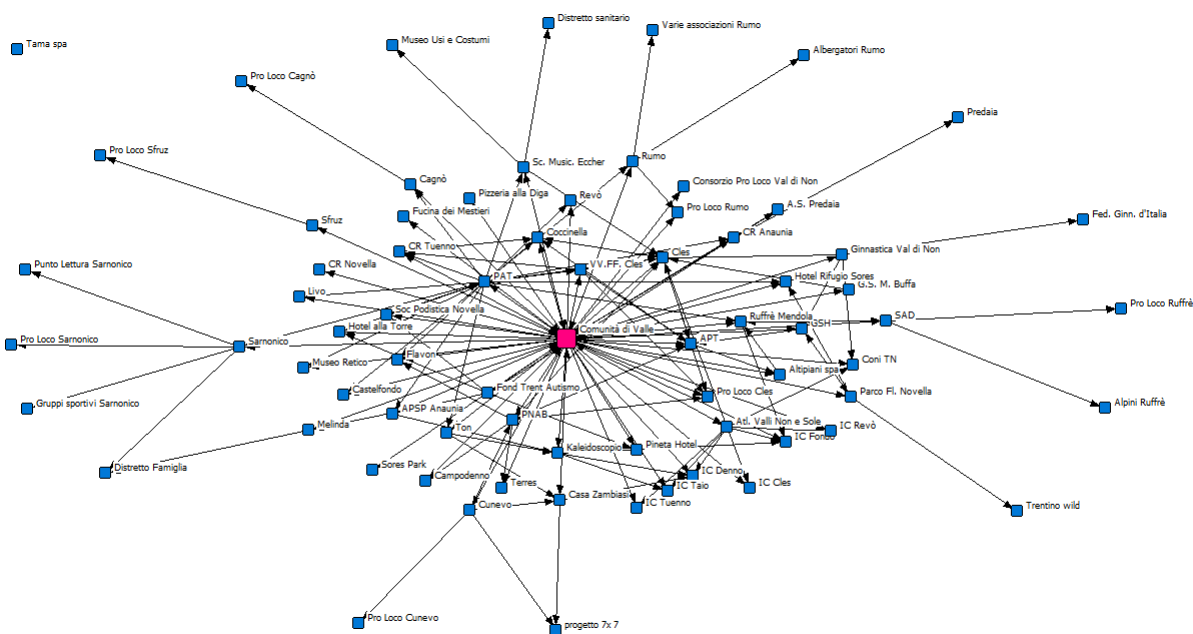 Distretto sanitario
Varie associazioni Rumo
Museo Usi e Costumi
Tama spa
Albergatori Rumo
Pro Loco Cagnò
Predaia
Pro Loco Sfruz
Sc. Music. Eccher
Rumo
Cagnò
Pizzeria alla Diga
Revò
Consorzio Pro Loco Val di Non
Fucina dei Mestieri
Pro Loco Rumo
A.S. Predaia
Sfruz
Fed. Ginn. d'Italia
Coccinella
CR Anaunia
CR Tuenno
Cles
Ginnastica Val di Non
Punto Lettura Sarnonico
CR Novella
VV.FF. Cles
PAT
Hotel Rifugio Sores
G.S. M. Buffa
Livo
Soc Podistica Novella
Pro Loco Ruffrè
Ruffrè Mendola
SAD
Hotel alla Torre
Comunità di Valle
GSH
Pro Loco Sarnonico
Sarnonico
APT
Museo Retico
Flavon
Coni TN
Altipiani spa
Castelfondo
Fond Trent Autismo
Pro Loco Cles
Parco Fl. Novella
Gruppi sportivi Sarnonico
Alpini Ruffrè
APSP Anaunia
PNAB
Melinda
Ton
Atl. Valli Non e Sole
IC Revò
IC Fondo
Kaleidoscopio
Pineta Hotel
Distretto Famiglia
Sores Park
Campodenno
Terres
IC Denno
IC Taio
IC Cles
Cunevo
Casa Zambiasi
IC Tuenno
Trentino wild
Pro Loco Cunevo
progetto 7x 7